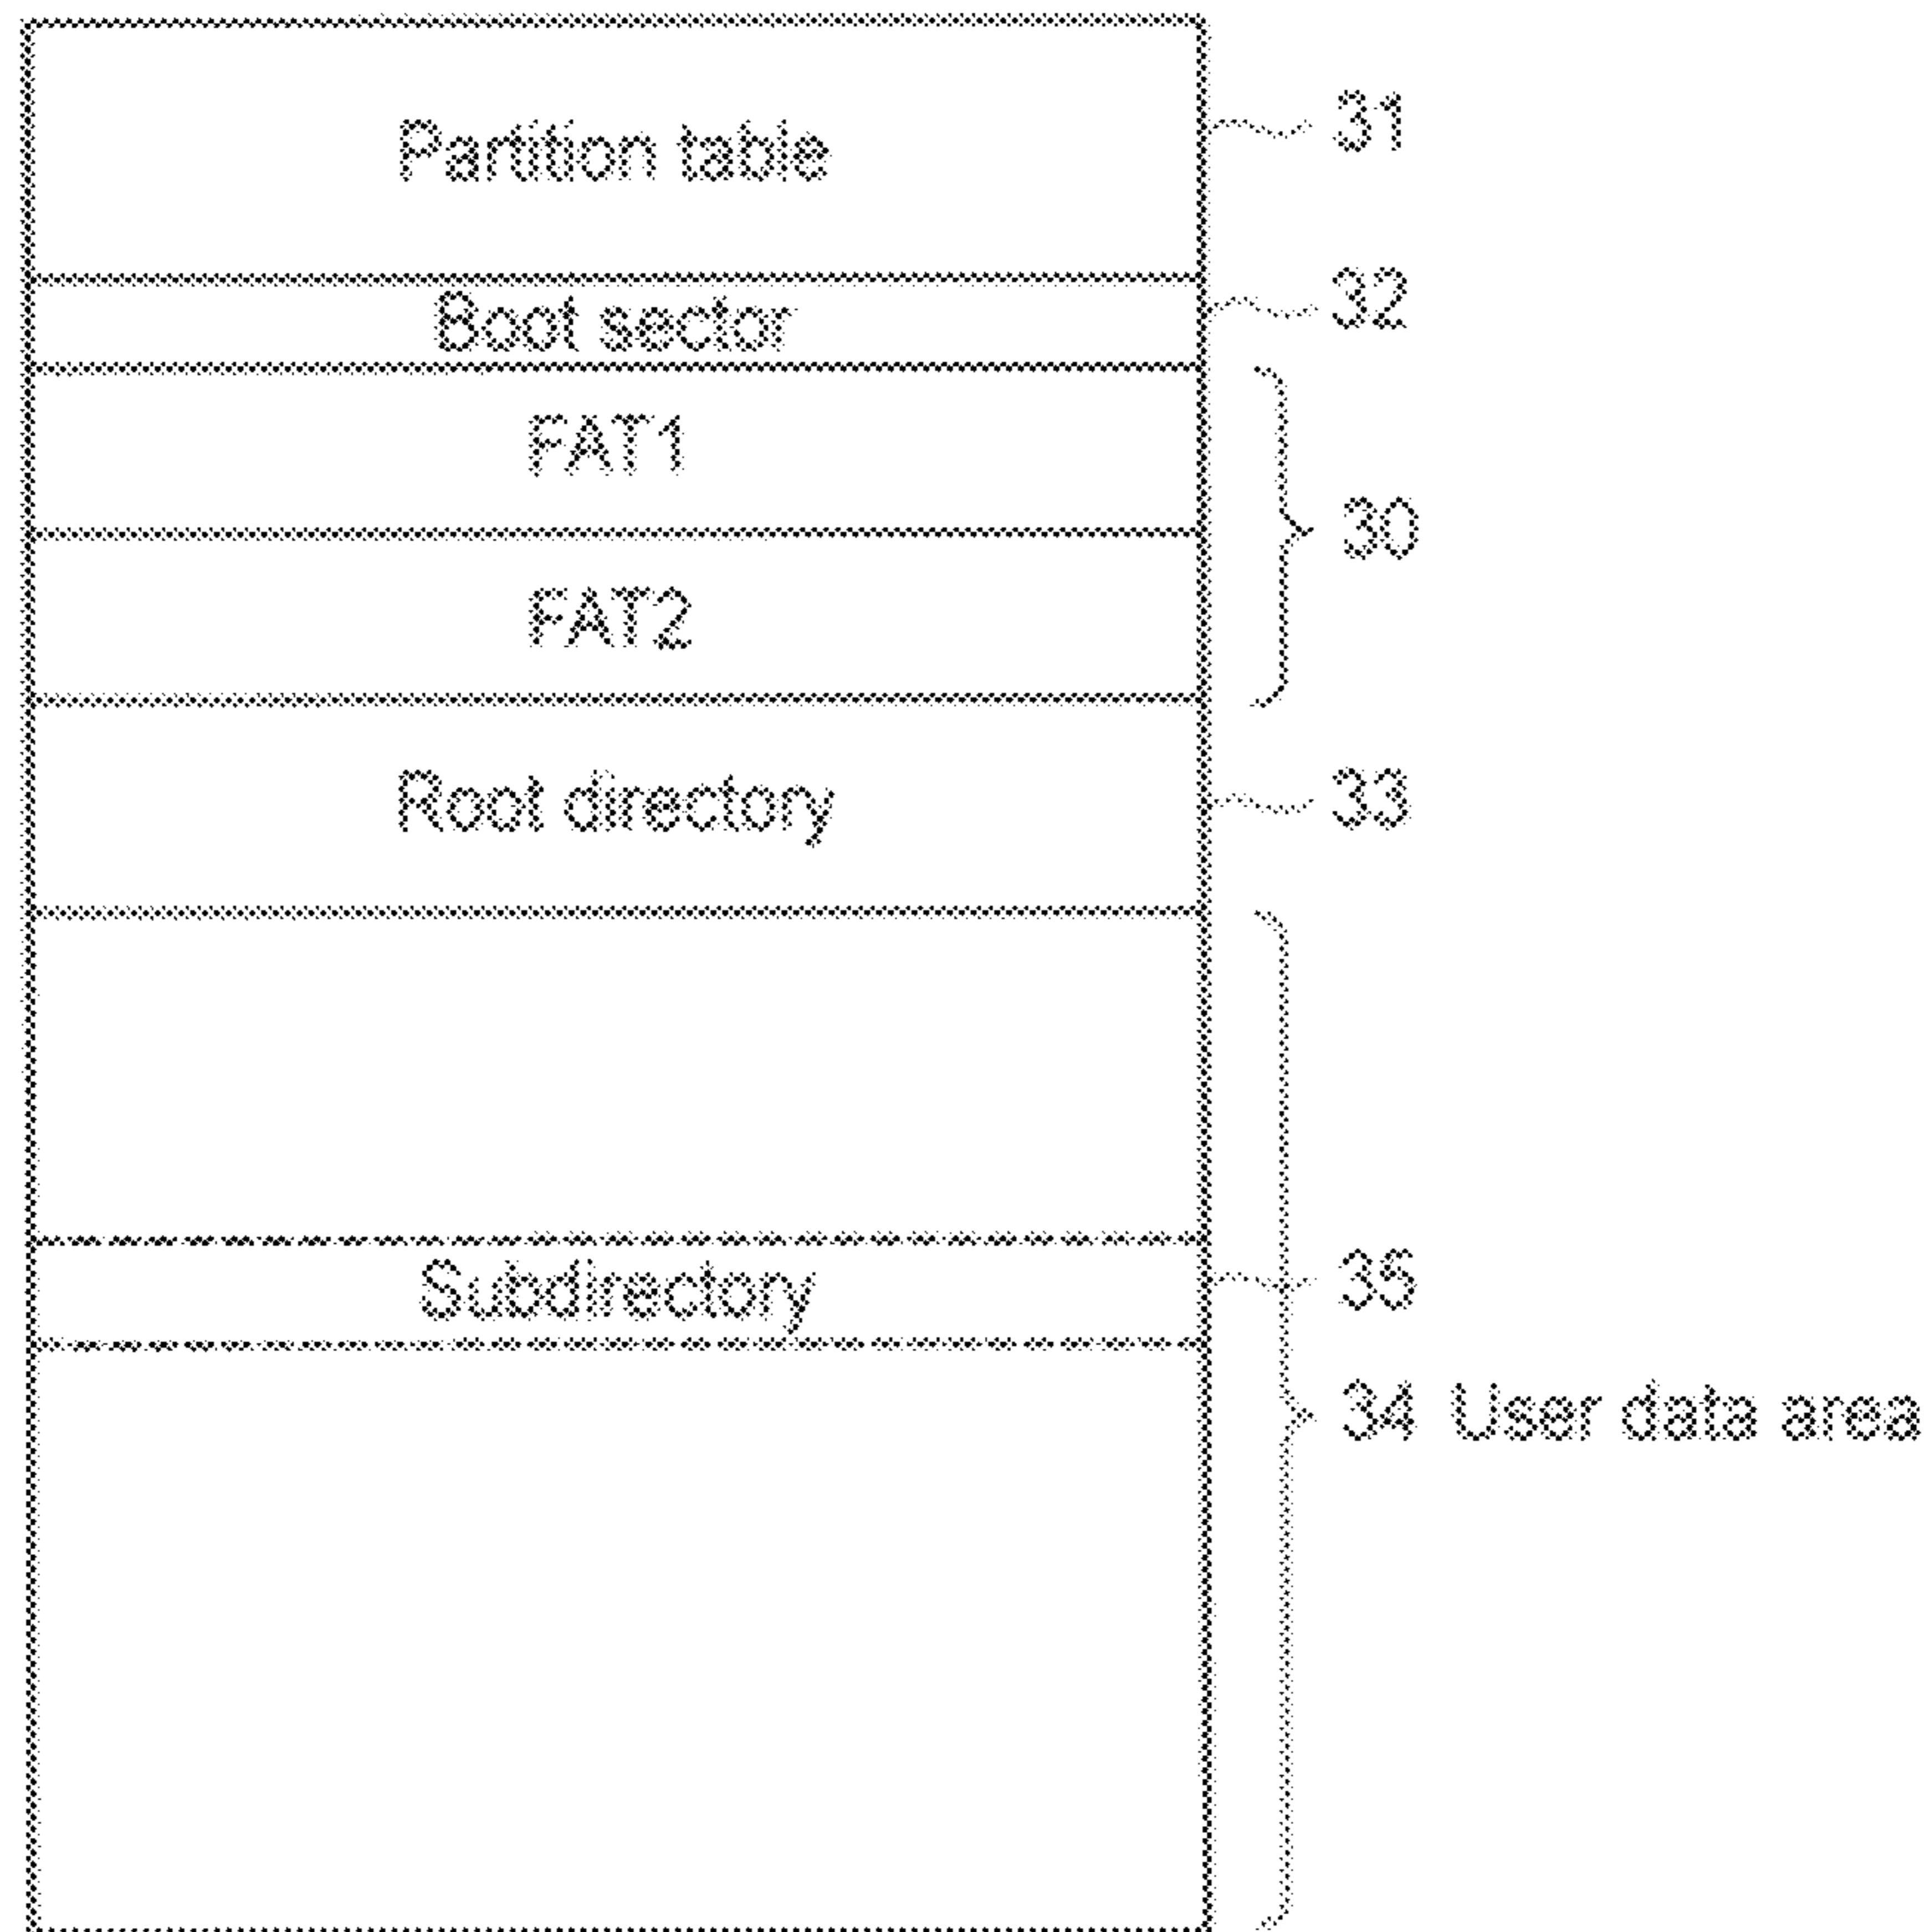 Partition table 31
Boot sector 32
FAT1
30
FAT2
Root directory 33
Subdirectory 35
34 User data area